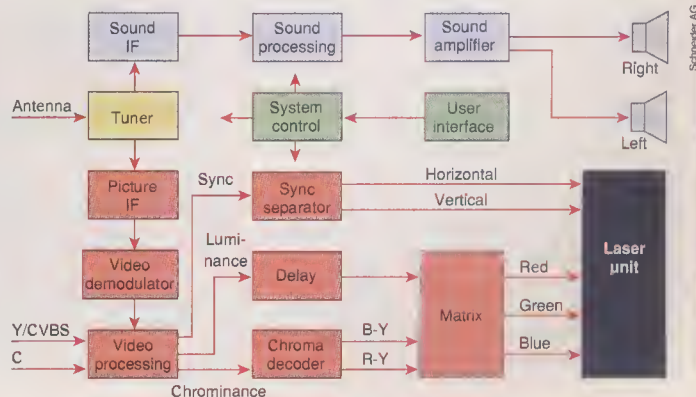 Sound
IF
Sound
processing
Sound
amplifier
Right
Schneider AG
Antenna
Tuner
System
control
User
interface
Left
Picture
IF
Sync
Sync
separator
Horizontal
Vertical
Laser
unit
Video
demodulator
Lumi-
nance
Delay
Matrix
Red
Green
Blue
Y/CVBS
C
Video
processing
Chroma
decoder
B-Y
R-Y
Chrominance